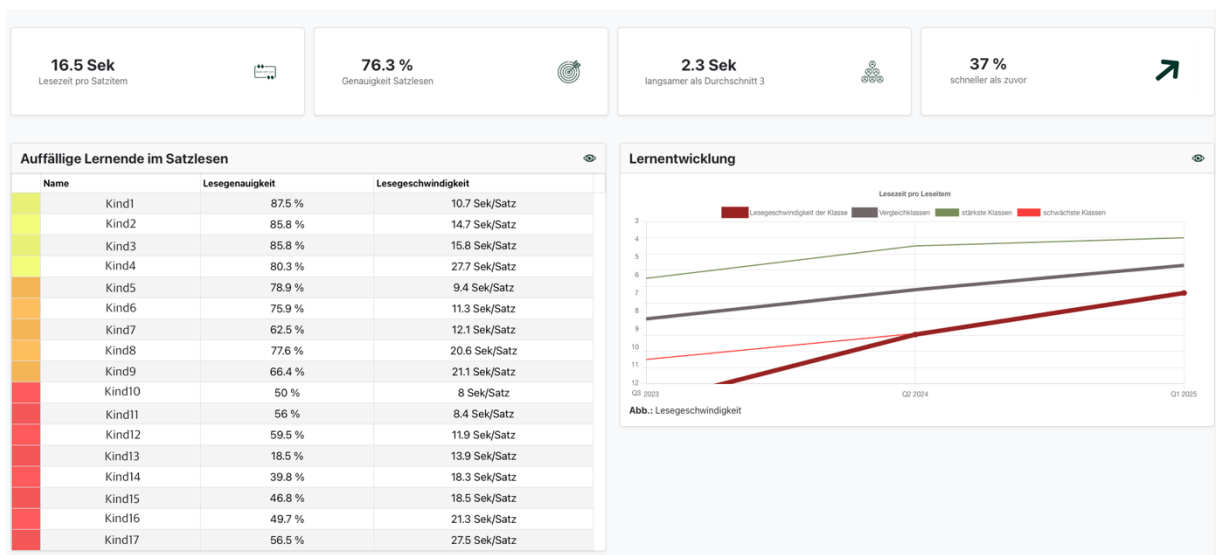 16.5 Sek
Lesezeit pro Satzitem
76.3 %
Genauigkeit Satzlesen
2.3 Sek
langsamer als Durchschnitt 3
37 %
schneller als zuvor
Auffällige Lernende im Satzlesen
Name Lesegenauigkeit Lesegeschwindigkeit
Kind1 87.5 % 10.7 Sek/Satz
Kind2 85.8 % 14.7 Sek/Satz
Kind3 85.8 % 15.8 Sek/Satz
Kind4 80.3 % 27.7 Sek/Satz
Kind5 78.9 % 9.4 Sek/Satz
Kind6 75.9 % 11.3 Sek/Satz
Kind7 62.5 % 12.1 Sek/Satz
Kind8 77.6 % 20.6 Sek/Satz
Kind9 66.4 % 21.1 Sek/Satz
Kind10 50 % 8 Sek/Satz
Kind11 56 % 8.4 Sek/Satz
Kind12 59.5 % 11.9 Sek/Satz
Kind13 18.5 % 13.9 Sek/Satz
Kind14 39.8 % 18.3 Sek/Satz
Kind15 46.8 % 18.5 Sek/Satz
Kind16 49.7 % 21.3 Sek/Satz
Kind17 56.5 % 27.5 Sek/Satz
Lernentwicklung
Lesezeit pro Leseitem
Lesegeschwindigkeit der Klasse Vergleichklassen stärkste Klassen schwächste Klassen
3
4
5
6
7
8
9
10
11
12
Q3 2023 Q2 2024 Q1 2025
Abb.: Lesegeschwindigkeit